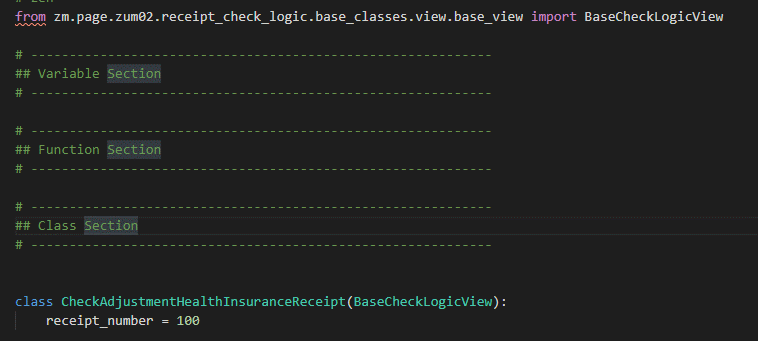 from zm.page.zum02.receipt_check_logic.base_classes.view.base_view import BaseCheckLogicView
# ------------------------------------------------------------
## Variable Section
# ------------------------------------------------------------
# ------------------------------------------------------------
## Function Section
# ------------------------------------------------------------
# ------------------------------------------------------------
## Class Section
# ------------------------------------------------------------
class CheckAdjustmentHealthInsuranceReceipt(BaseCheckLogicView):
    receipt_number = 100